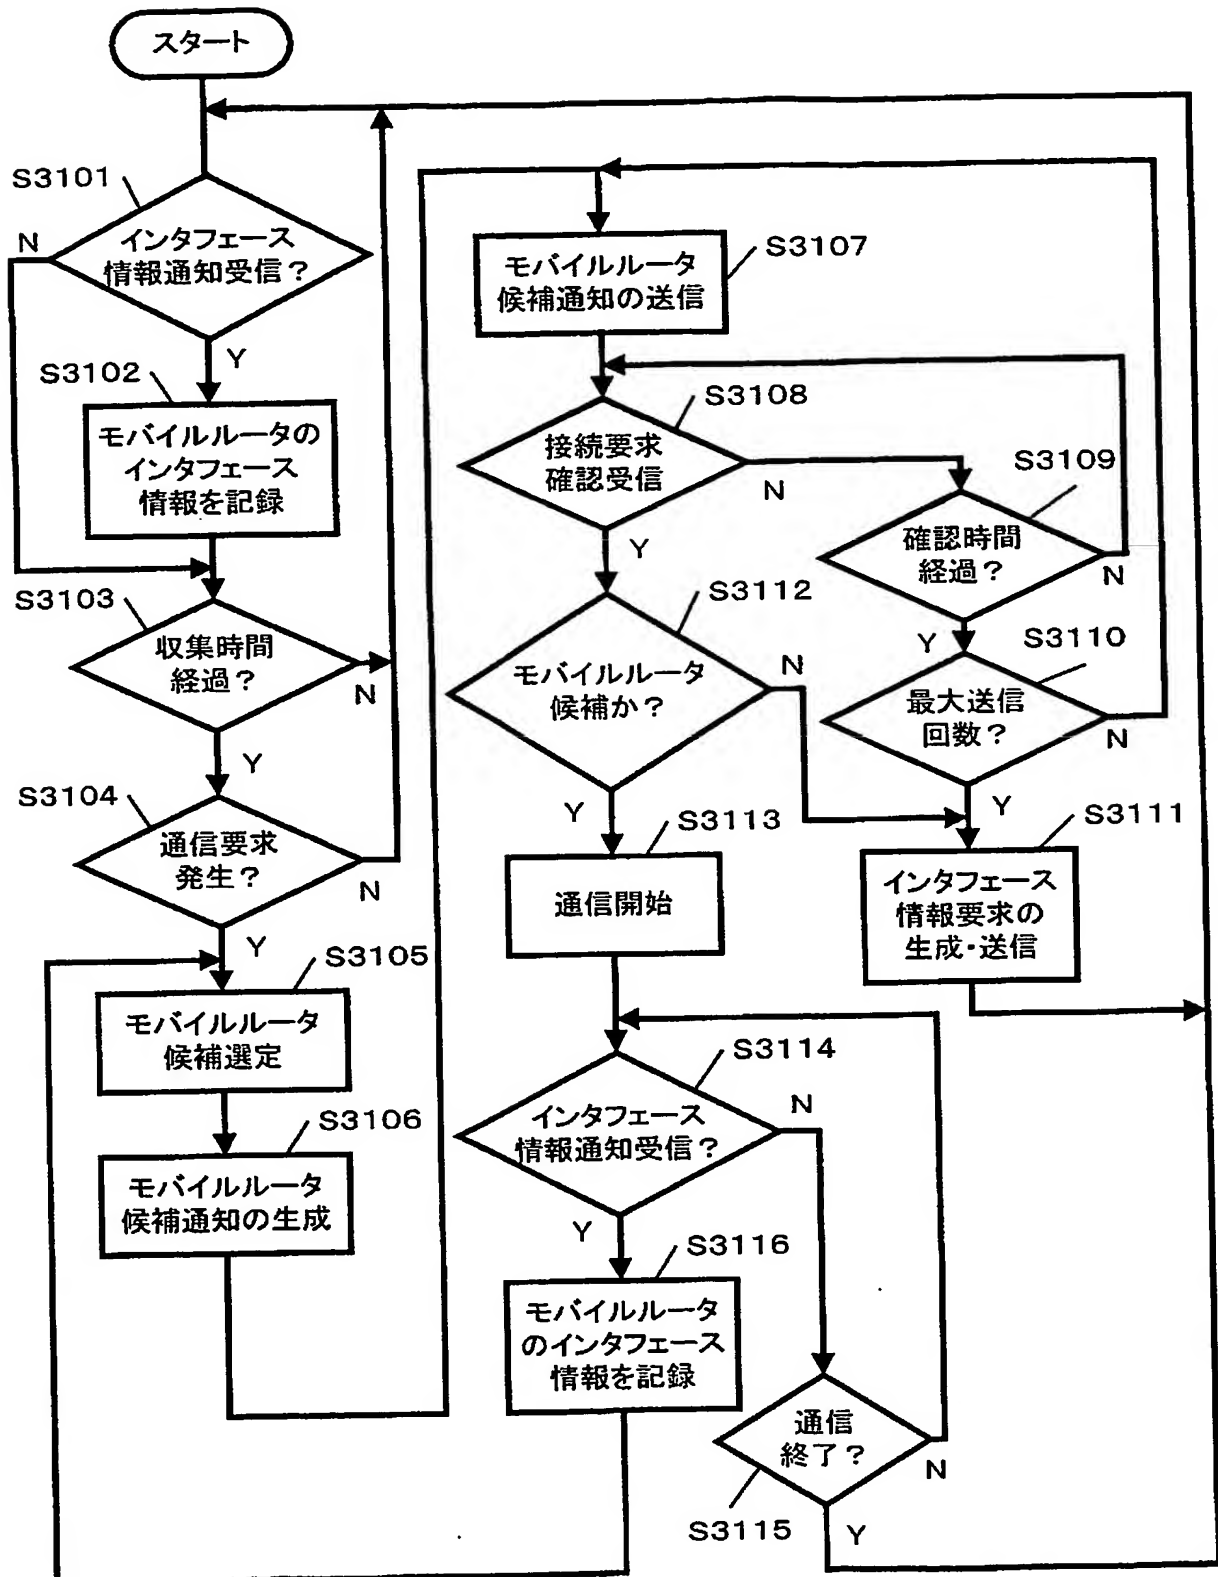 スタート
S3101
N
インタフェース
情報通知受信？
Y
S3102
モバイルルータの
インタフェース
情報を記録
S3103
収集時間
経過？
N
Y
S3104
通信要求
発生？
N
Y
S3105
モバイルルータ
候補選定
S3106
モバイルルータ
候補通知の生成
S3107
モバイルルータ
候補通知の送信
S3108
接続要求
確認受信
N
Y
S3109
確認時間
経過？
N
Y
S3110
最大送信
回数？
N
Y
S3111
インタフェース
情報要求の
生成・送信
S3112
モバイルルータ
候補か？
N
Y
S3113
通信開始
S3114
インタフェース
情報通知受信？
N
Y
S3116
モバイルルータ
のインタフェース
情報を記録
通信
終了？
N
S3115
Y